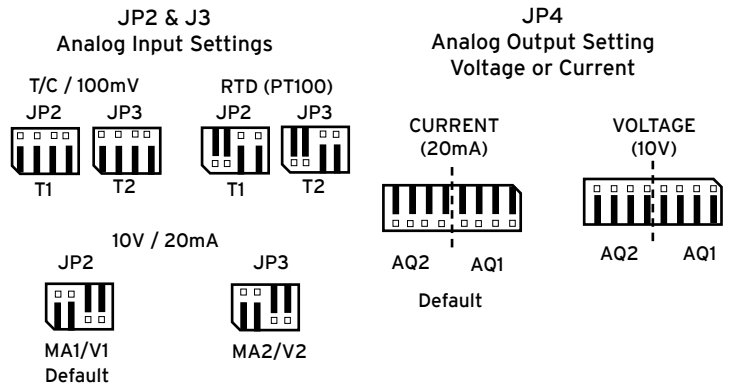 JP2 & J3
Analog Input Settings
T/C / 100mV
JP2 JP3
T1 T2
RTD (PT100)
JP2 JP3
T1 T2
10V / 20mA
JP2 JP3
MA1/V1 MA2/V2
Default
JP4
Analog Output Setting
Voltage or Current
CURRENT
(20mA)
AQ2 AQ1
Default
VOLTAGE
(10V)
AQ2 AQ1